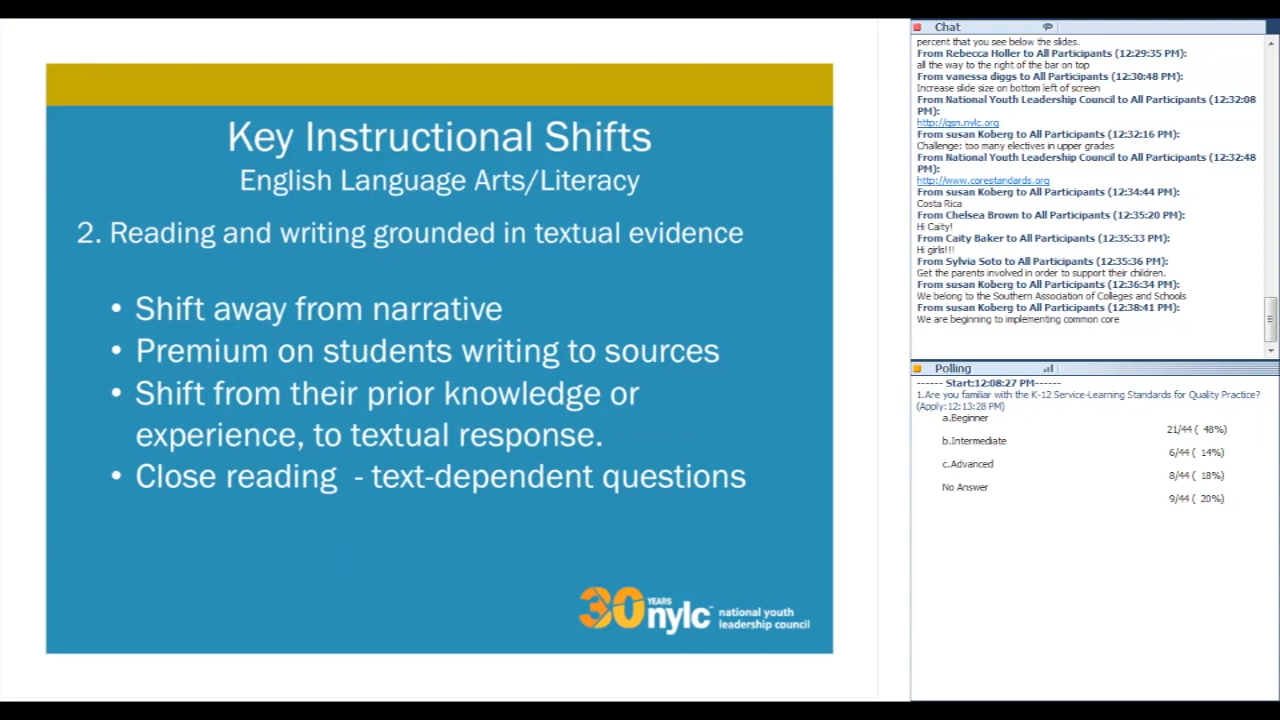 Key Instructional Shifts
English Language Arts/Literacy
2. Reading and writing grounded in textual evidence
• Shift away from narrative
• Premium on students writing to sources
• Shift from their prior knowledge or
experience, to textual response.
• Close reading - text-dependent questions
30 YEARS
nylc™ national youth
leadership council
Chat
percent that you see below the slides.
From Rebecca Holler to All Participants (12:29:35 PM):
all the way to the right of the bar on top
From vanessa diggs to All Participants (12:30:48 PM):
Increase slide size on bottom left of screen
From National Youth Leadership Council to All Participants (12:32:08
PM):
http://gsn.nylc.org
From susan Koberg to All Participants (12:32:16 PM):
Challenge: too many electives in upper grades
From National Youth Leadership Council to All Participants (12:32:48
PM):
http://www.corestandards.org
From susan Koberg to All Participants (12:34:44 PM):
Costa Rica
From Chelsea Brown to All Participants (12:35:20 PM):
Hi Caity!
From Caity Baker to All Participants (12:35:33 PM):
Hi girls!!!
From Sylvia Soto to All Participants (12:35:36 PM):
Get the parents involved in order to support their children.
From susan Koberg to All Participants (12:36:34 PM):
We belong to the Southern Association of Colleges and Schools
From susan Koberg to All Participants (12:38:41 PM):
We are beginning to implementing common core
Polling
------ Start:12:08:27 PM------
1.Are you familiar with the K-12 Service-Learning Standards for Quality Practice?
(Apply:12:13:28 PM)
a.Beginner
21/44 ( 48%)
b.Intermediate
6/44 ( 14%)
c.Advanced
8/44 ( 18%)
No Answer
9/44 ( 20%)